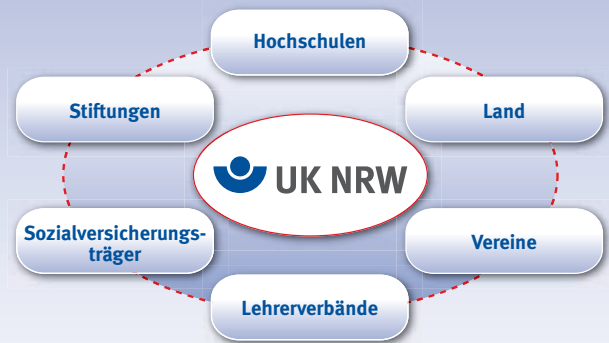 Hochschulen
Stiftungen
Land
UK NRW
Sozialversicherungs-
träger
Vereine
Lehrerverbände